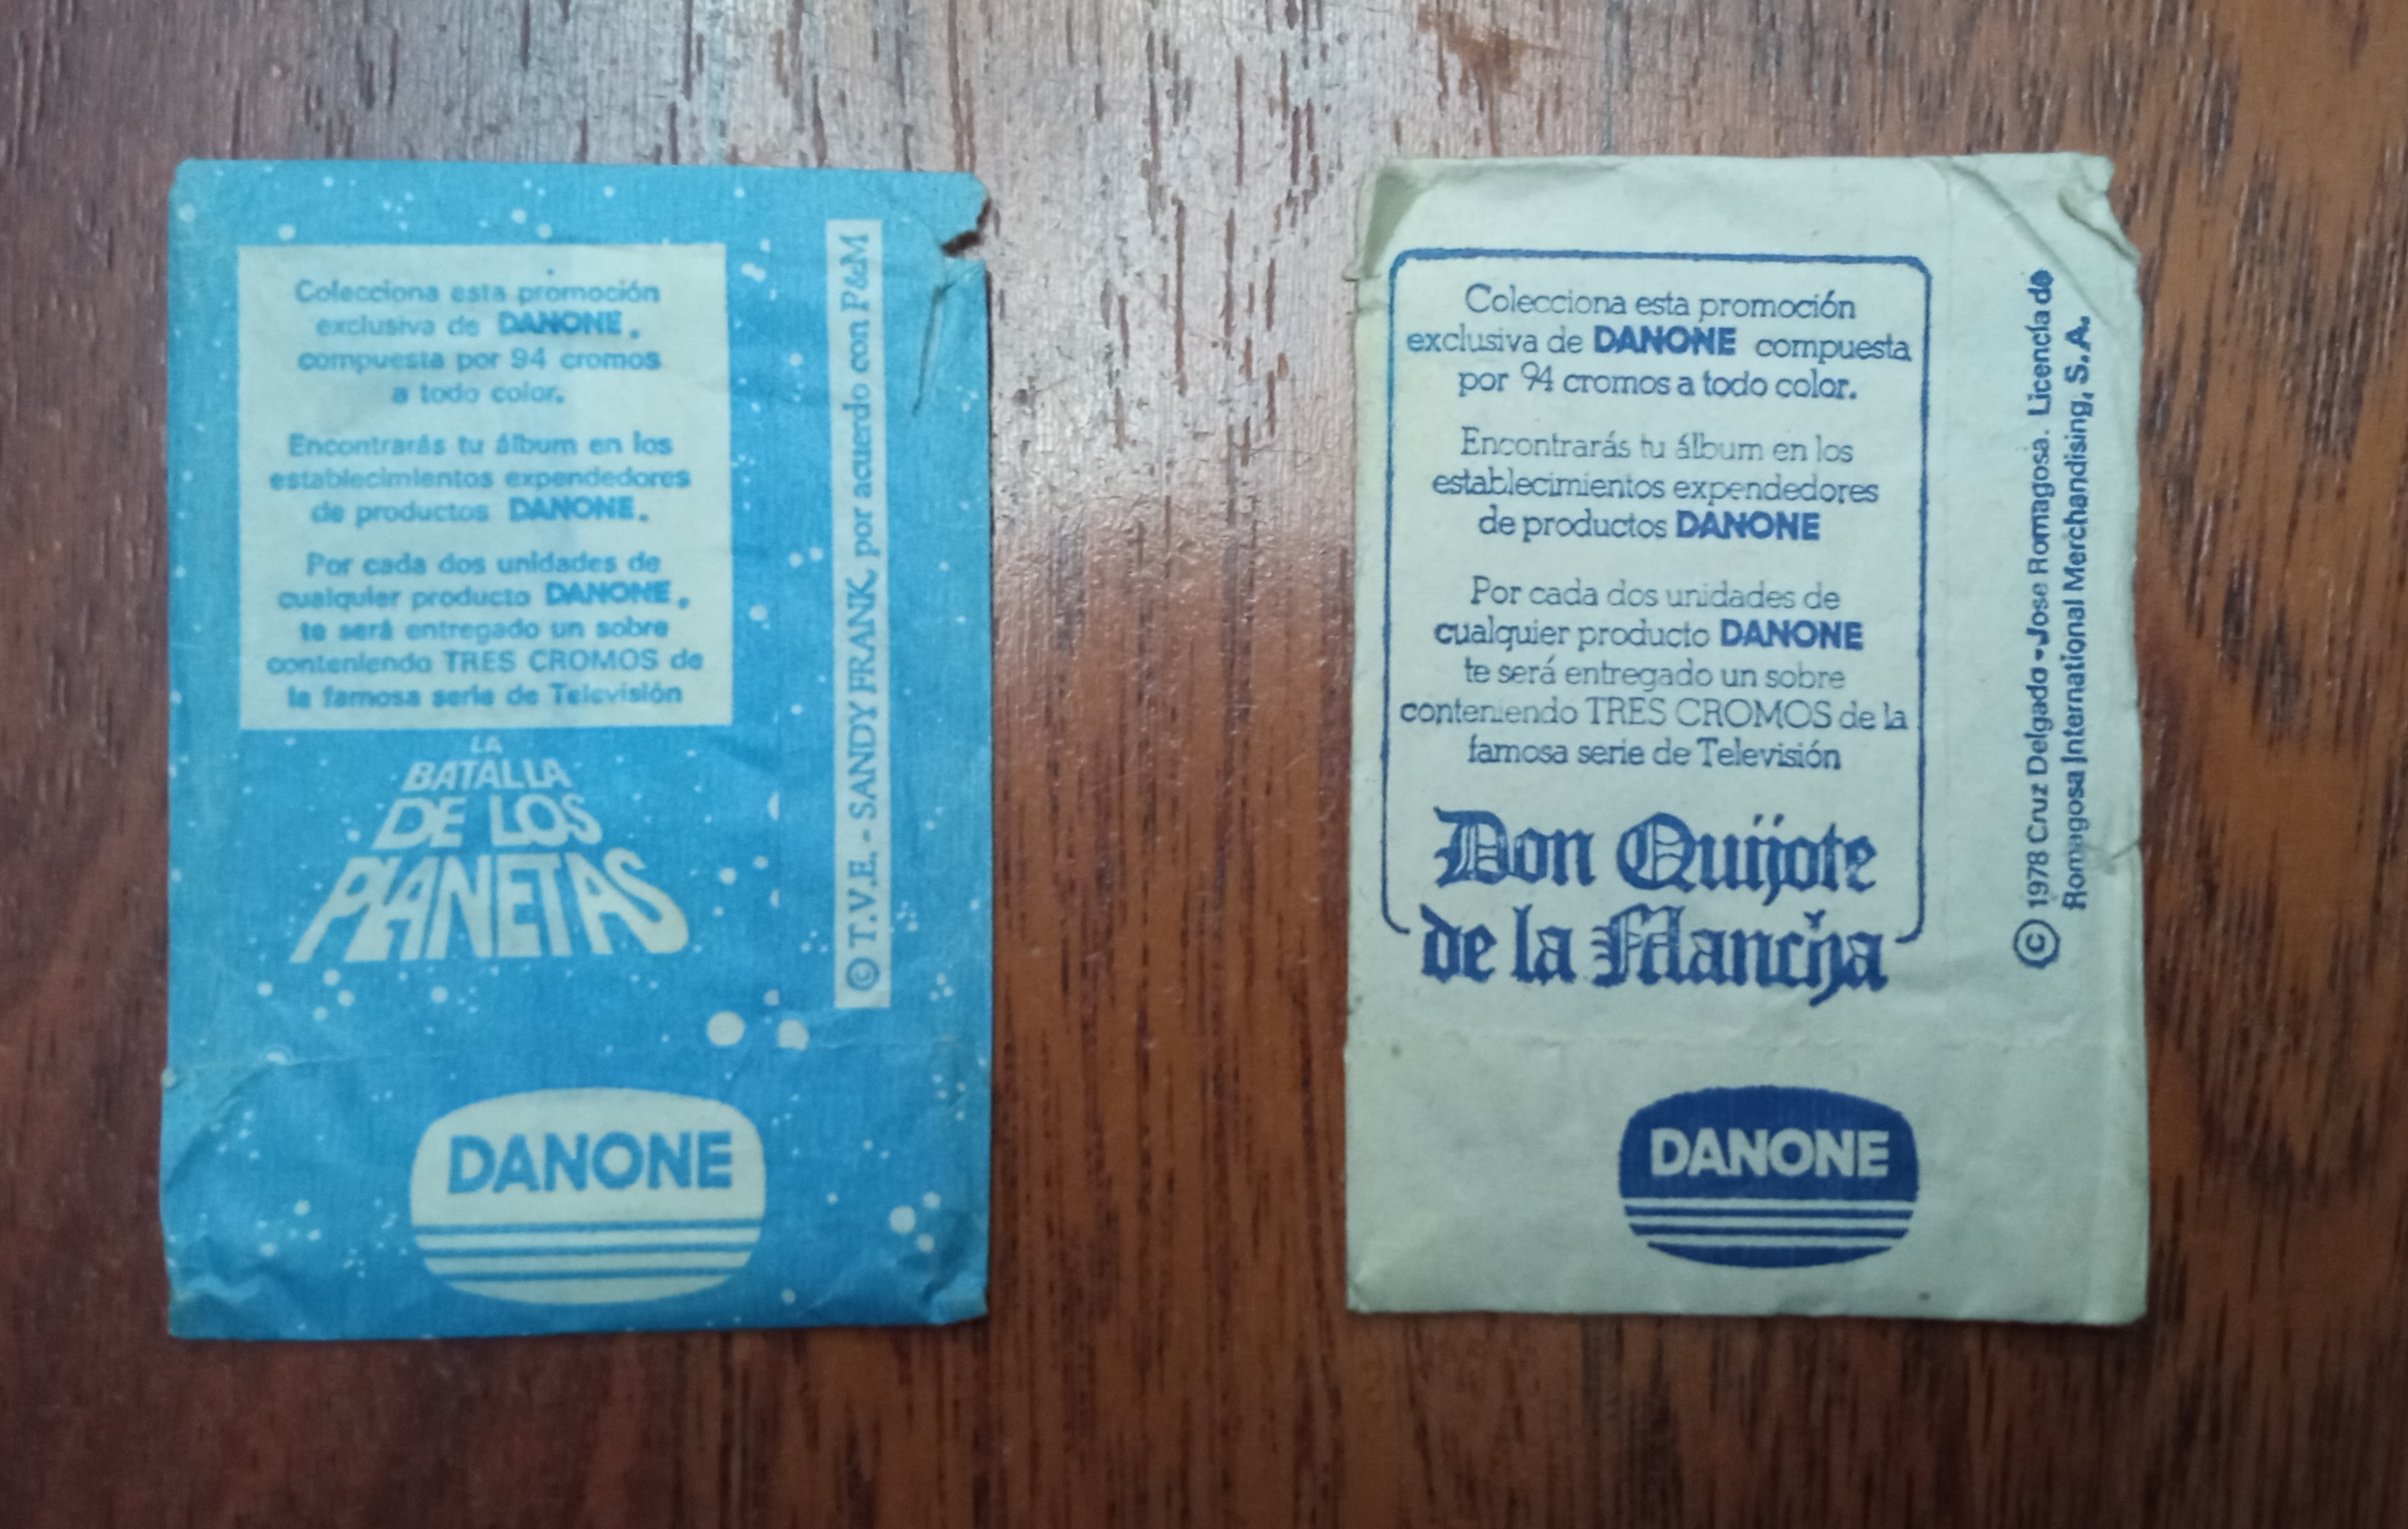 Colecciona esta promoción
exclusiva de DANONE,
compuesta por 94 cromos
a todo color.
Encontrarás tu álbum en los
establecimientos expendedores
de productos DANONE.
Por cada dos unidades de
cualquier producto DANONE,
te será entregado un sobre
conteniendo TRES CROMOS de
la famosa serie de Televisión
LA
BATALLA
DE LOS
PLANETAS
© T.V.E. - SANDY FRANK, por acuerdo con P&M
DANONE
Colecciona esta promoción
exclusiva de DANONE compuesta
por 94 cromos a todo color.
Encontrarás tu álbum en los
establecimientos expendedores
de productos DANONE
Por cada dos unidades de
cualquier producto DANONE
te será entregado un sobre
conteniendo TRES CROMOS de la
famosa serie de Televisión
Don Quijote
de la Mancha
© 1978 Cruz Delgado - Jose Romagosa. Licencia de
Romagosa International Merchandising, S.A.
DANONE